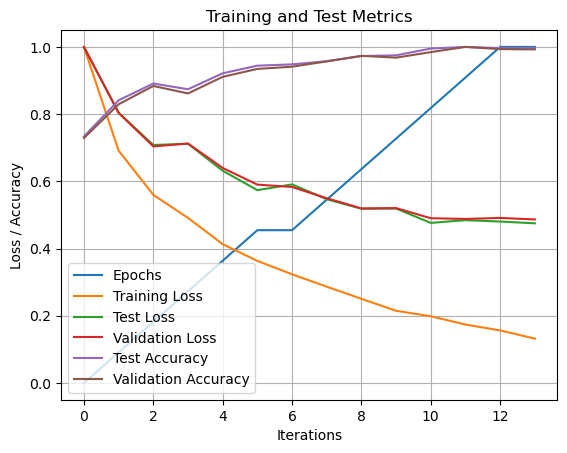 Training and Test Metrics
Loss / Accuracy
1.0
0.8
0.6
0.4
0.2
0.0
Epochs
Training Loss
Test Loss
Validation Loss
Test Accuracy
Validation Accuracy
0 2 4 6 8 10 12
Iterations